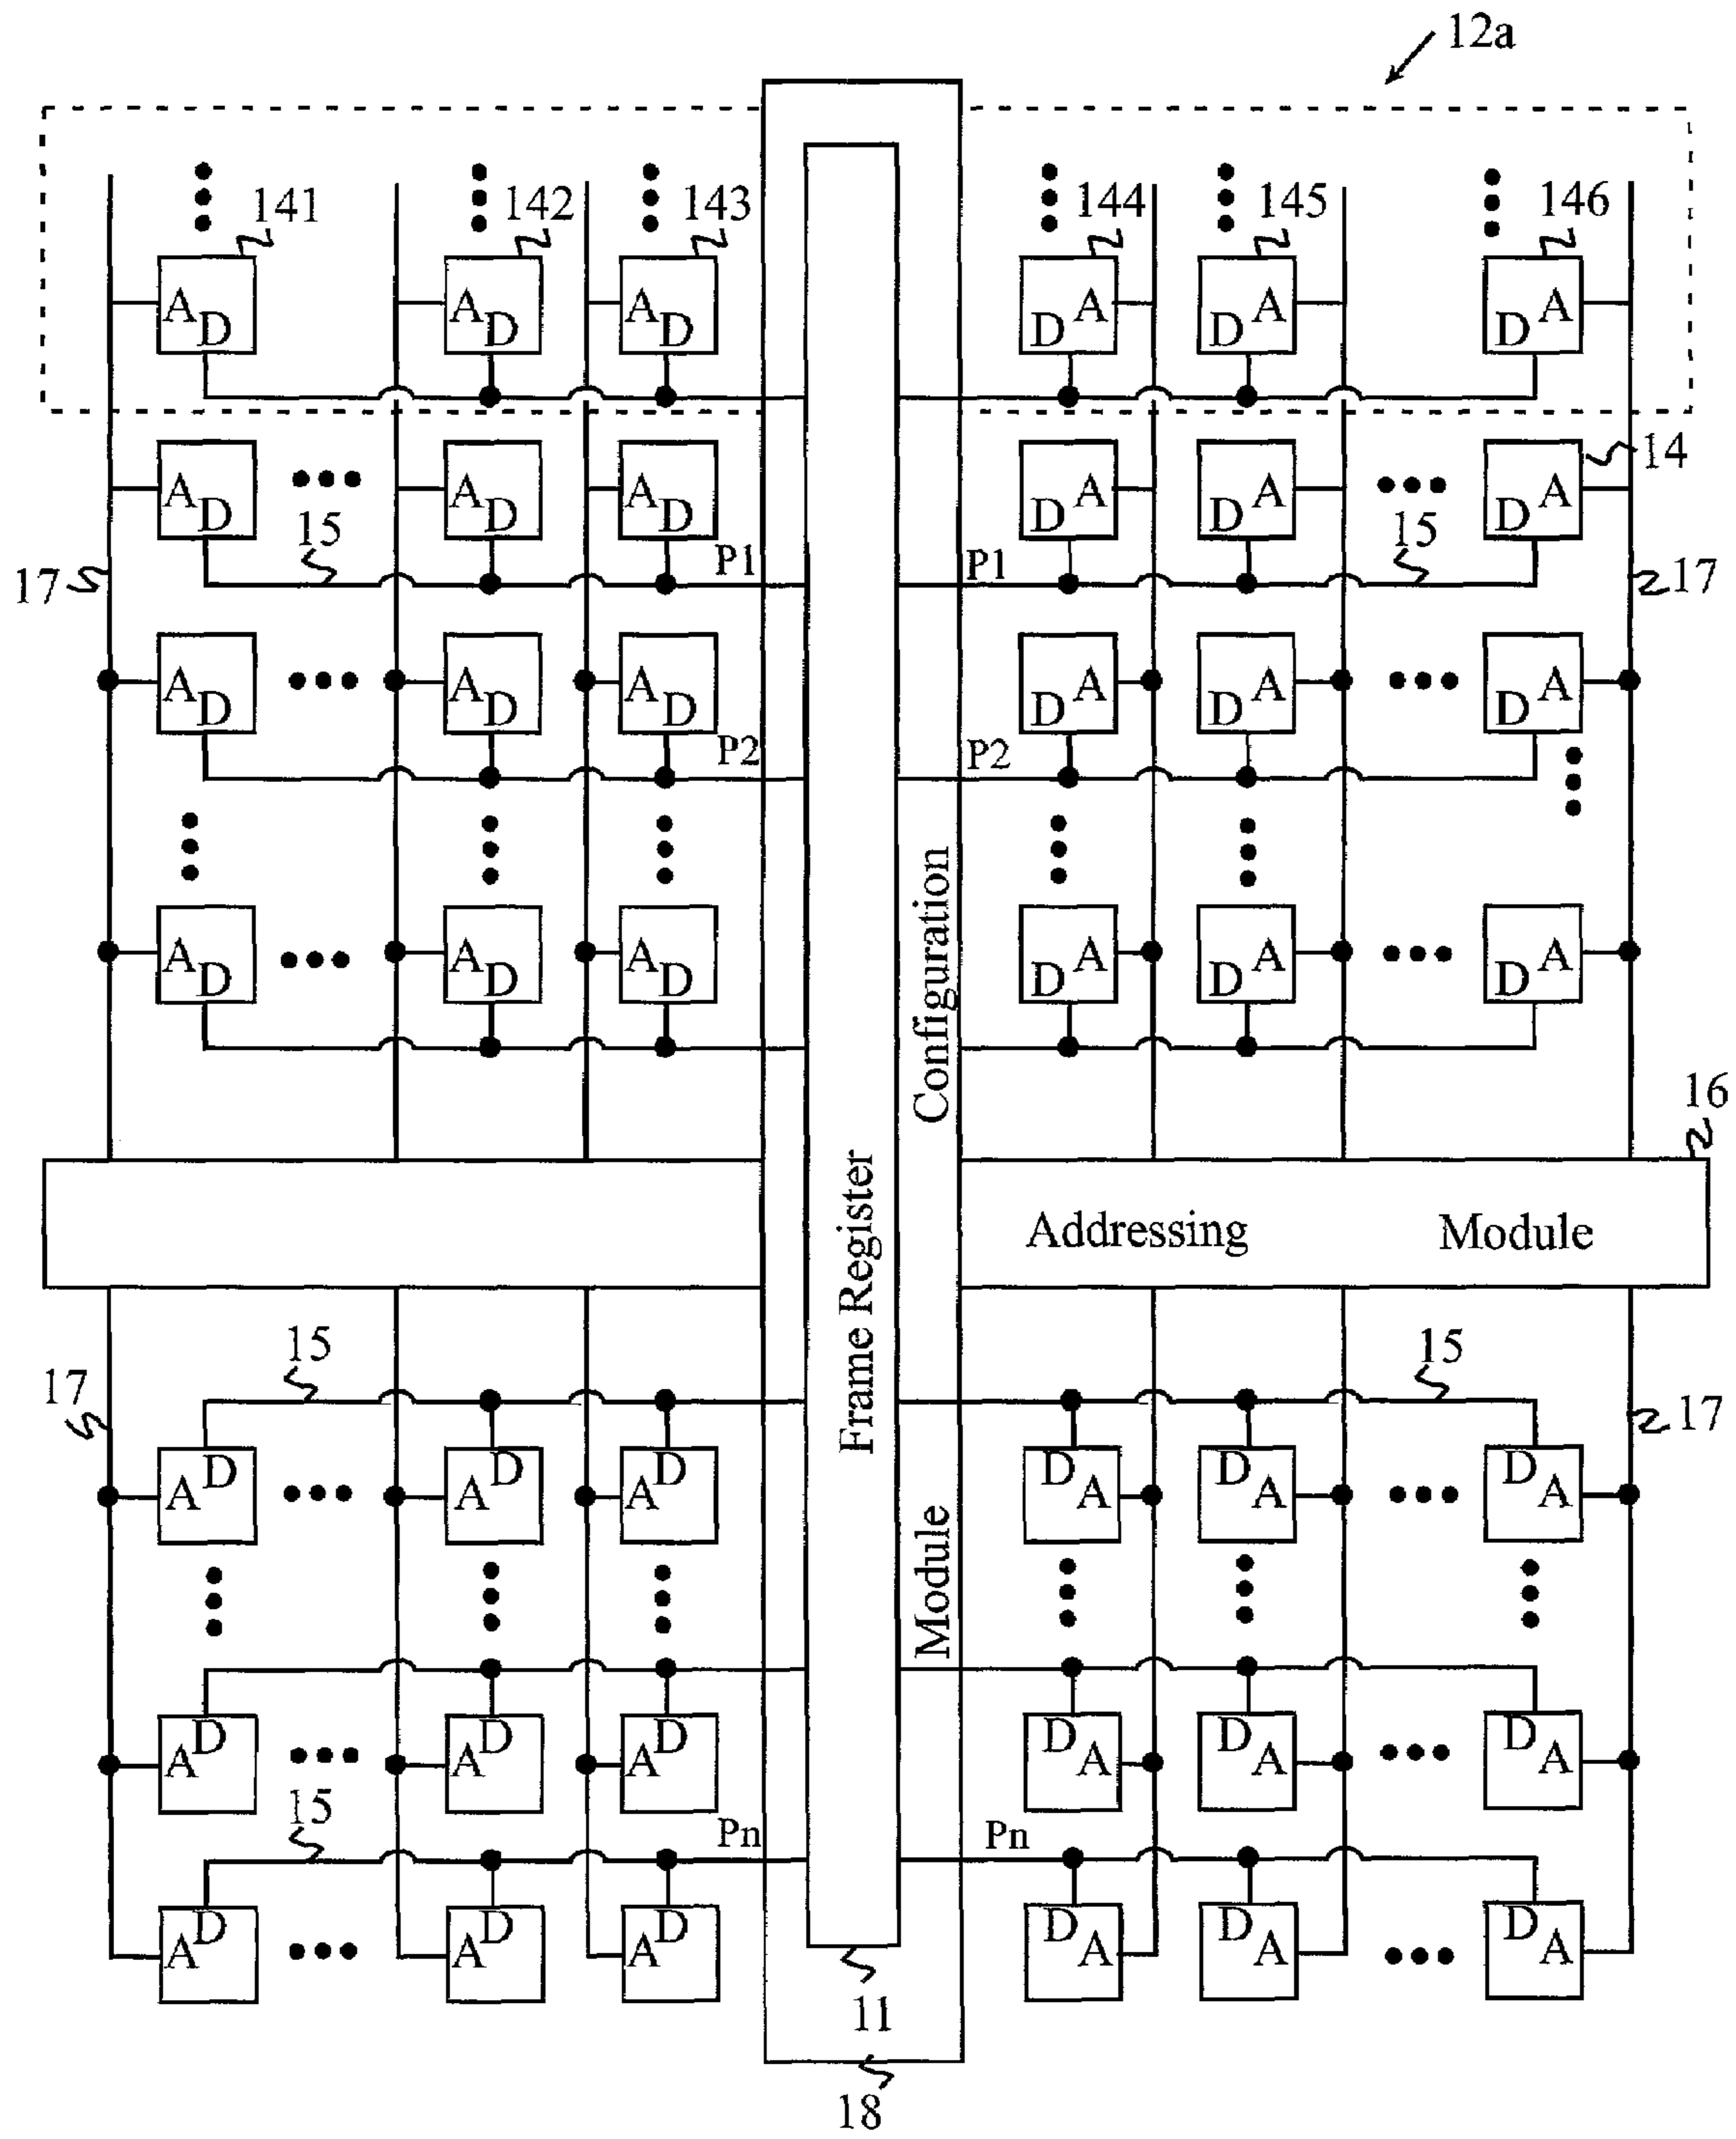 12a
141 142 143 144 145 146
A D A D A D D A D A D A
14
A D A D A D D A D A D A
15 15
P1 P1
17 17
A D A D A D D A D A D A
P2 P2
A D A D A D D A D A D A
Configuration
16
Addressing Module
Frame Register
15 15
17 17
A D A D A D D A D A D A
Module
A D A D A D D A D A D A
15
Pn Pn
A D A D A D D A D A D A
11
18